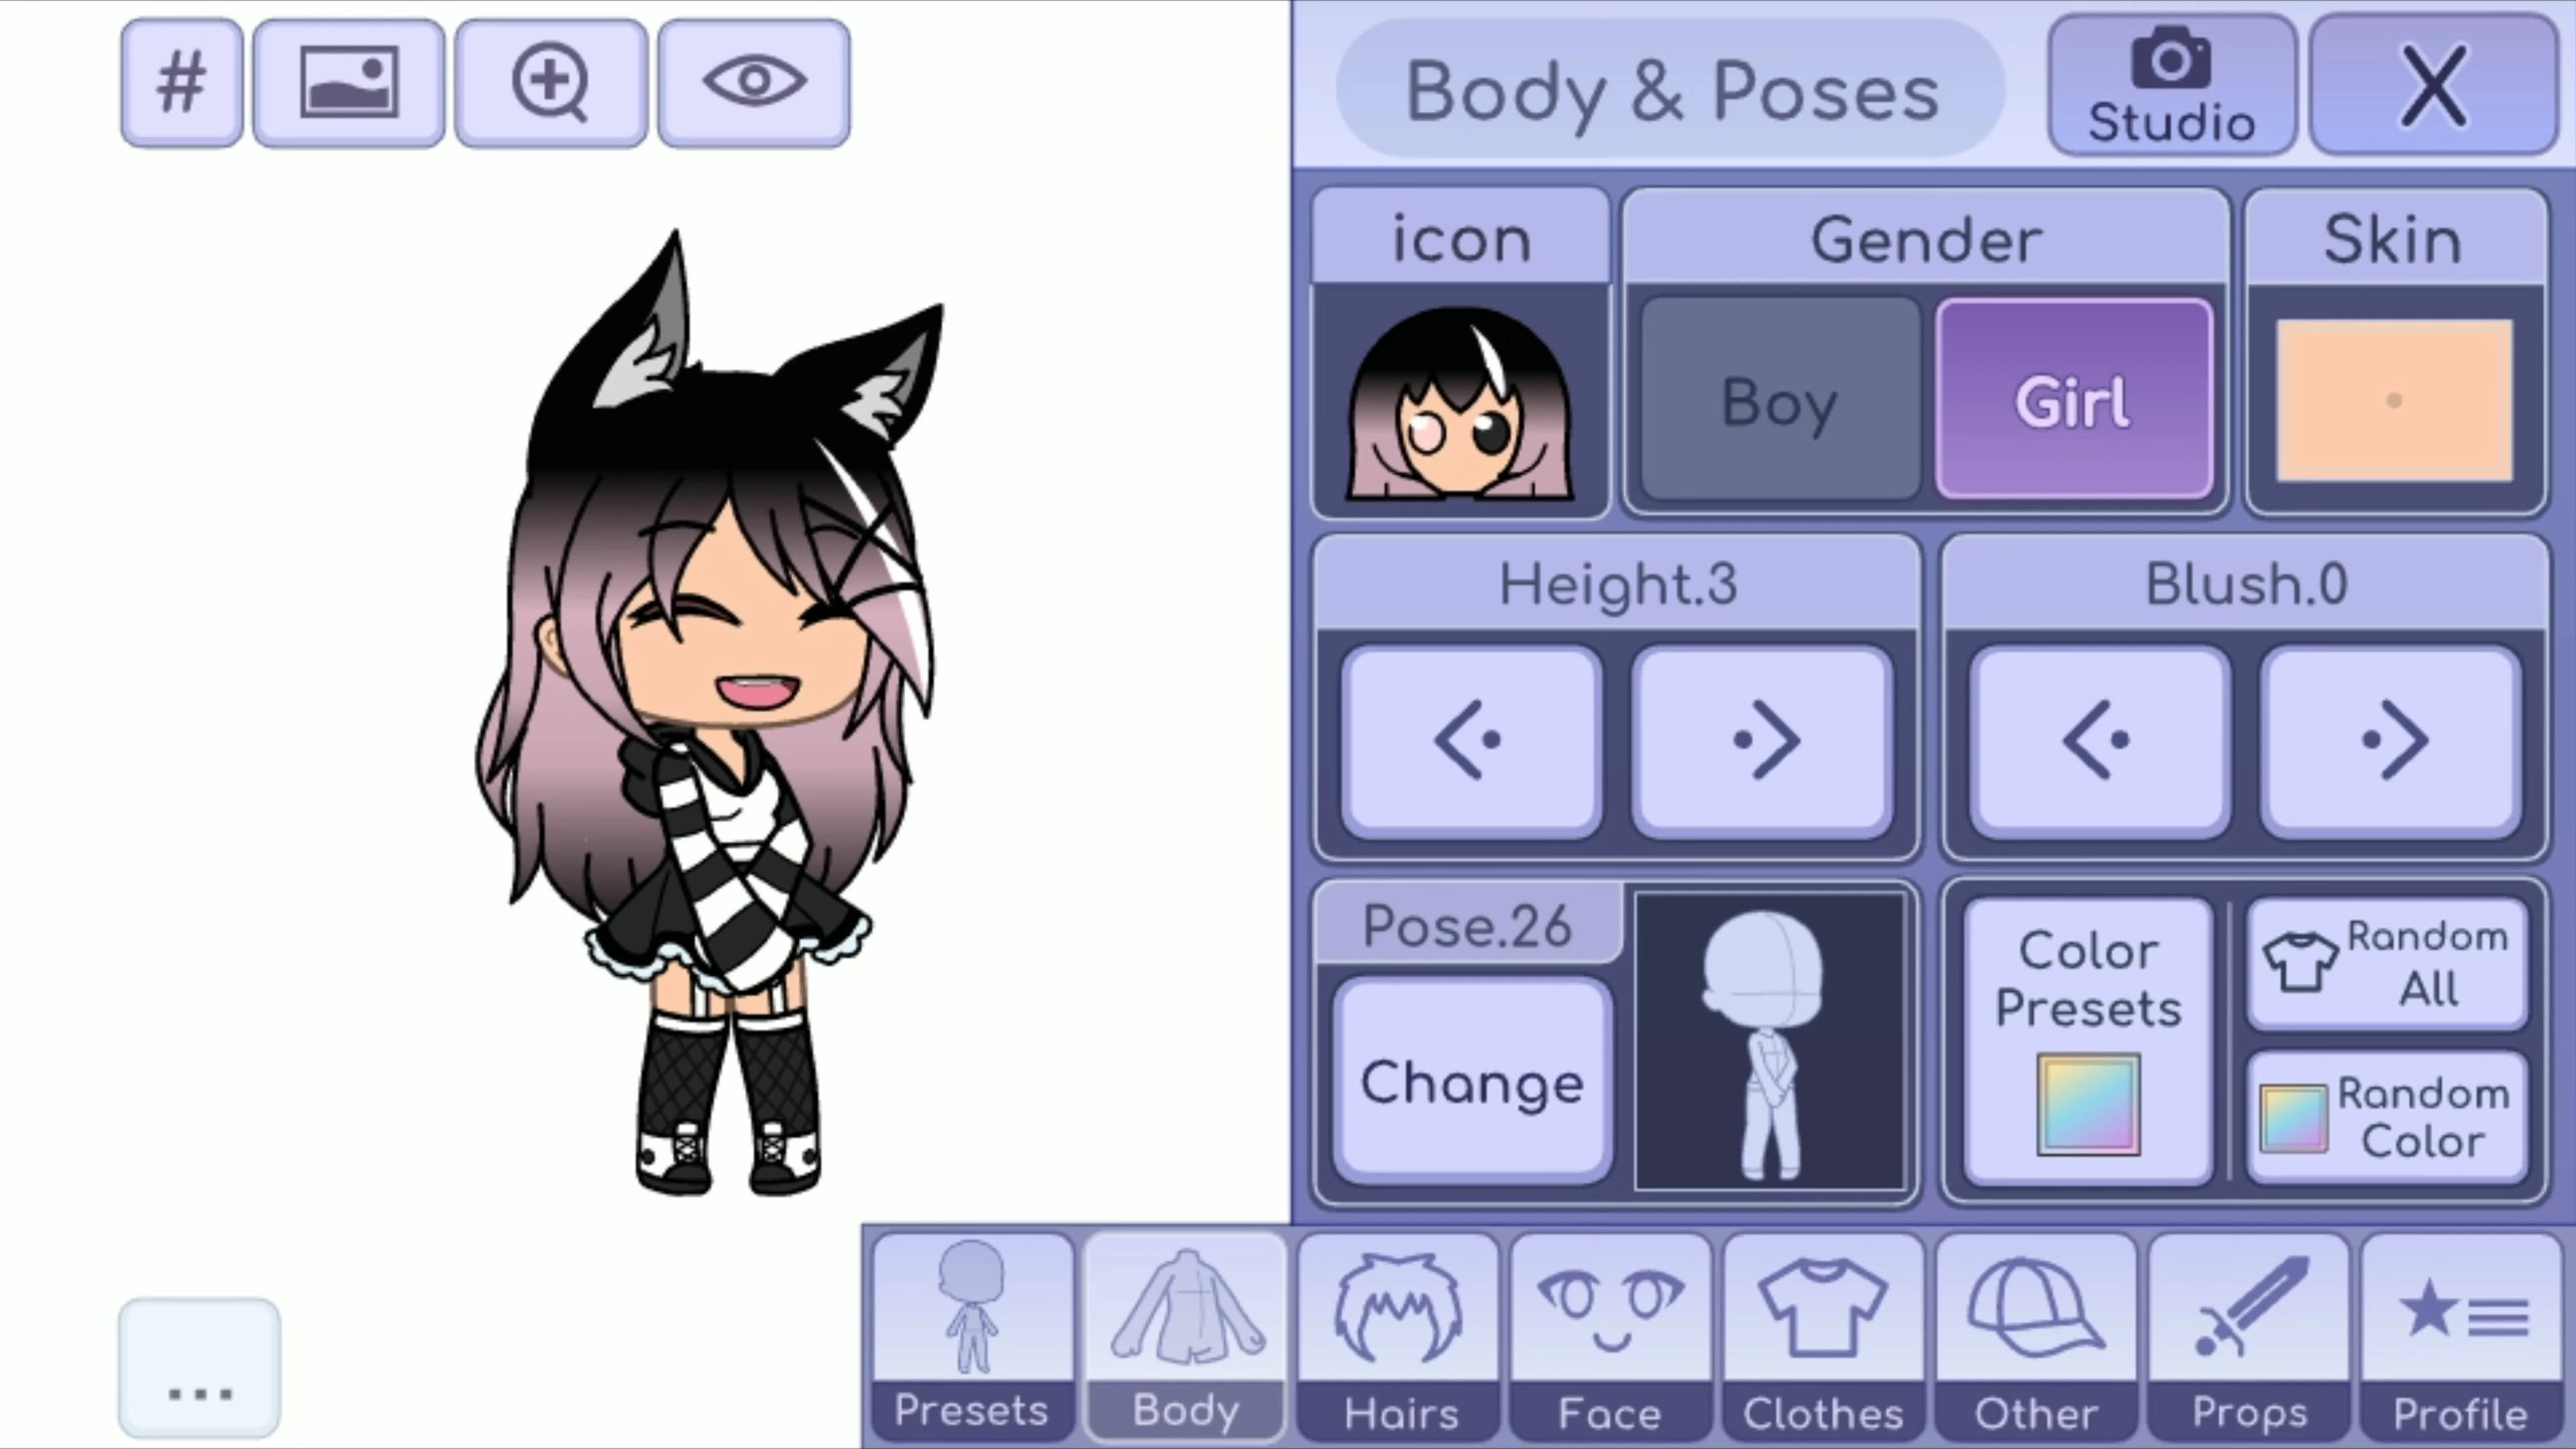 #
Body & Poses
Studio
X
icon
Gender
Skin
Boy
Girl
Height.3
Blush.0
Pose.26
Change
Color
Presets
Random
All
Random
Color
...
Presets
Body
Hairs
Face
Clothes
Other
Props
Profile